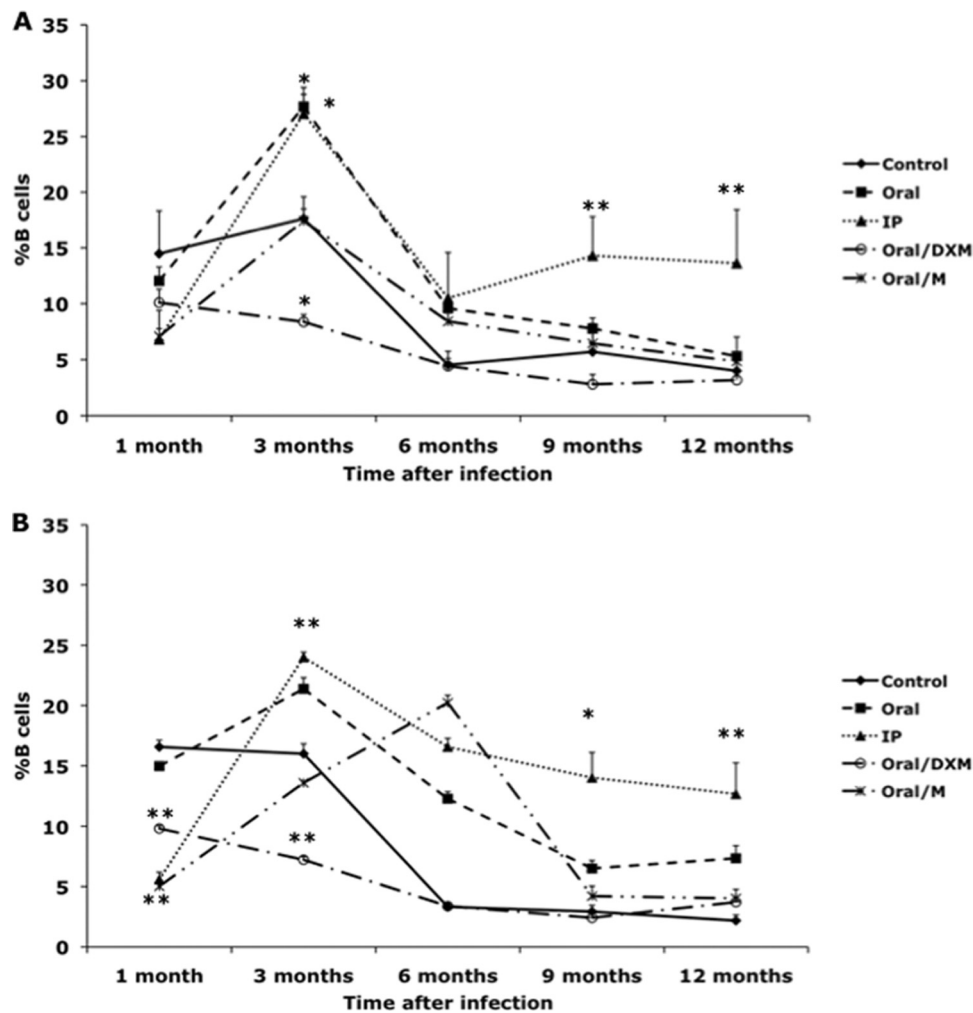 A
35
30
25
20
15
10
5
0
%B cells
*
*
*
**
**
1 month 3 months 6 months 9 months 12 months
Time after infection
Control
Oral
IP
Oral/DXM
Oral/M
B
35
30
25
20
15
10
5
0
%B cells
**
**
**
**
*
**
1 month 3 months 6 months 9 months 12 months
Time after infection
Control
Oral
IP
Oral/DXM
Oral/M